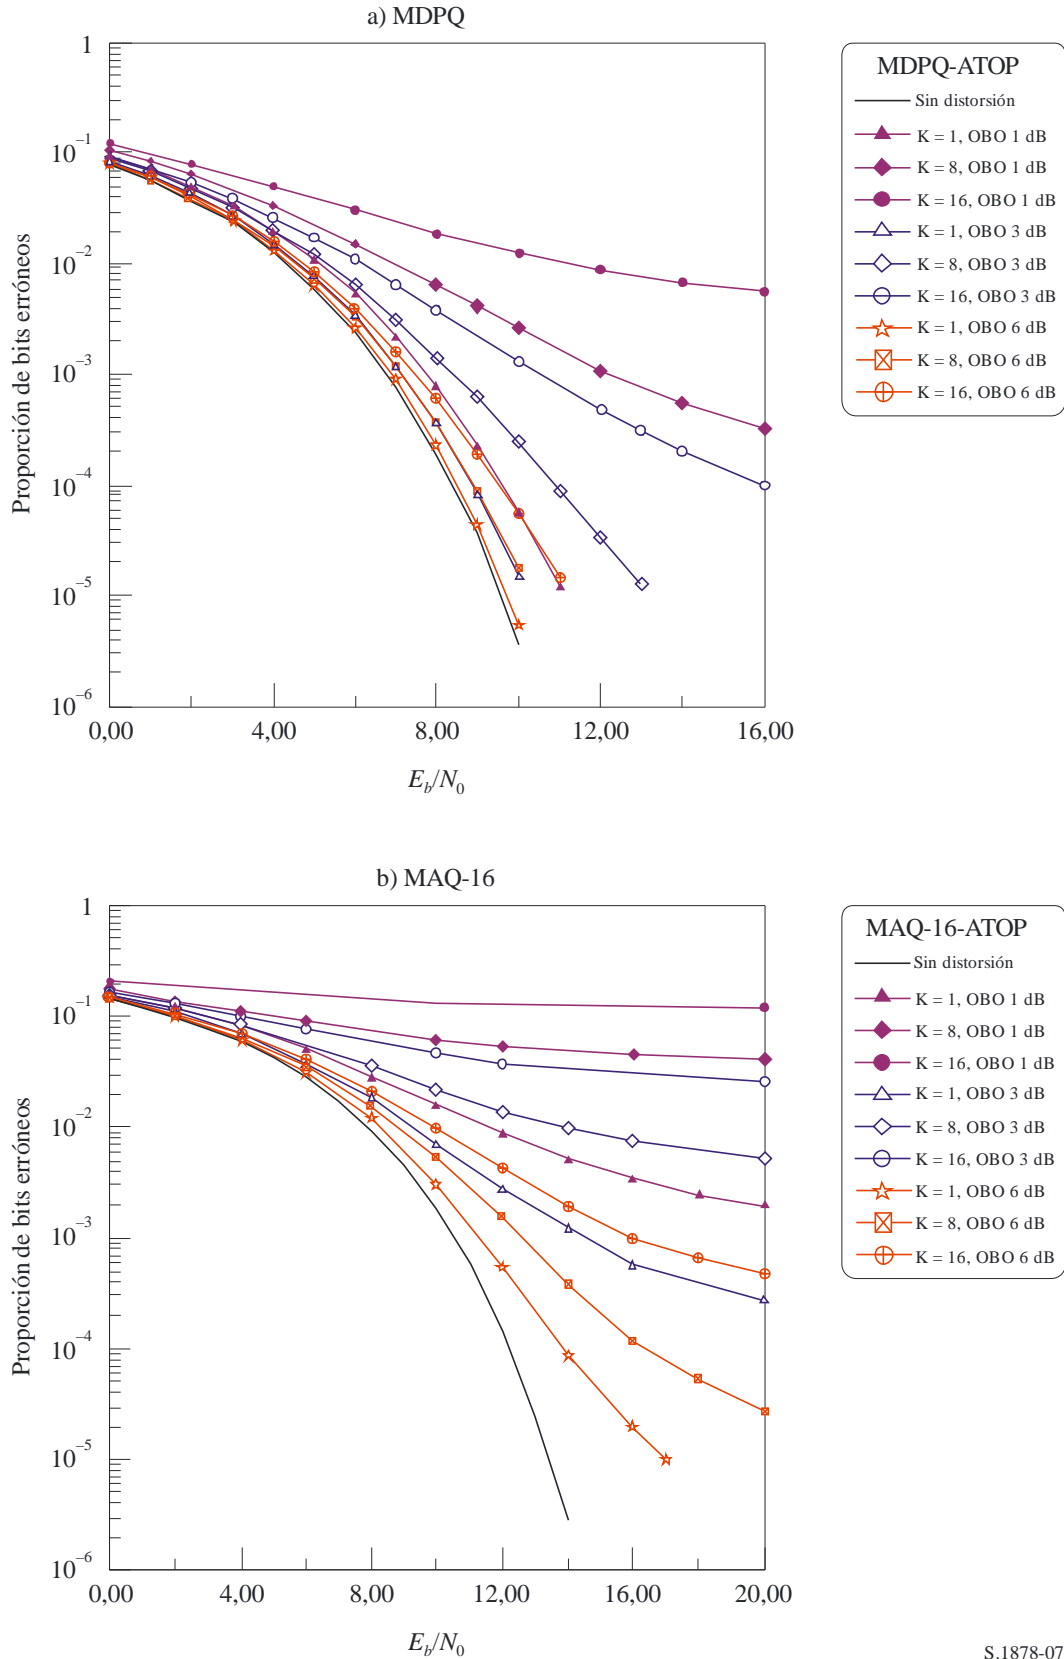 a) MDPQ
1
10⁻¹
10⁻²
10⁻³
10⁻⁴
10⁻⁵
10⁻⁶
Proporción de bits erróneos
0,00 4,00 8,00 12,00 16,00
E_b/N_0
MDPQ-ATOP
Sin distorsión
K = 1, OBO 1 dB
K = 8, OBO 1 dB
K = 16, OBO 1 dB
K = 1, OBO 3 dB
K = 8, OBO 3 dB
K = 16, OBO 3 dB
K = 1, OBO 6 dB
K = 8, OBO 6 dB
K = 16, OBO 6 dB
b) MAQ-16
1
10⁻¹
10⁻²
10⁻³
10⁻⁴
10⁻⁵
10⁻⁶
Proporción de bits erróneos
0,00 4,00 8,00 12,00 16,00 20,00
E_b/N_0
MAQ-16-ATOP
Sin distorsión
K = 1, OBO 1 dB
K = 8, OBO 1 dB
K = 16, OBO 1 dB
K = 1, OBO 3 dB
K = 8, OBO 3 dB
K = 16, OBO 3 dB
K = 1, OBO 6 dB
K = 8, OBO 6 dB
K = 16, OBO 6 dB
S.1878-07